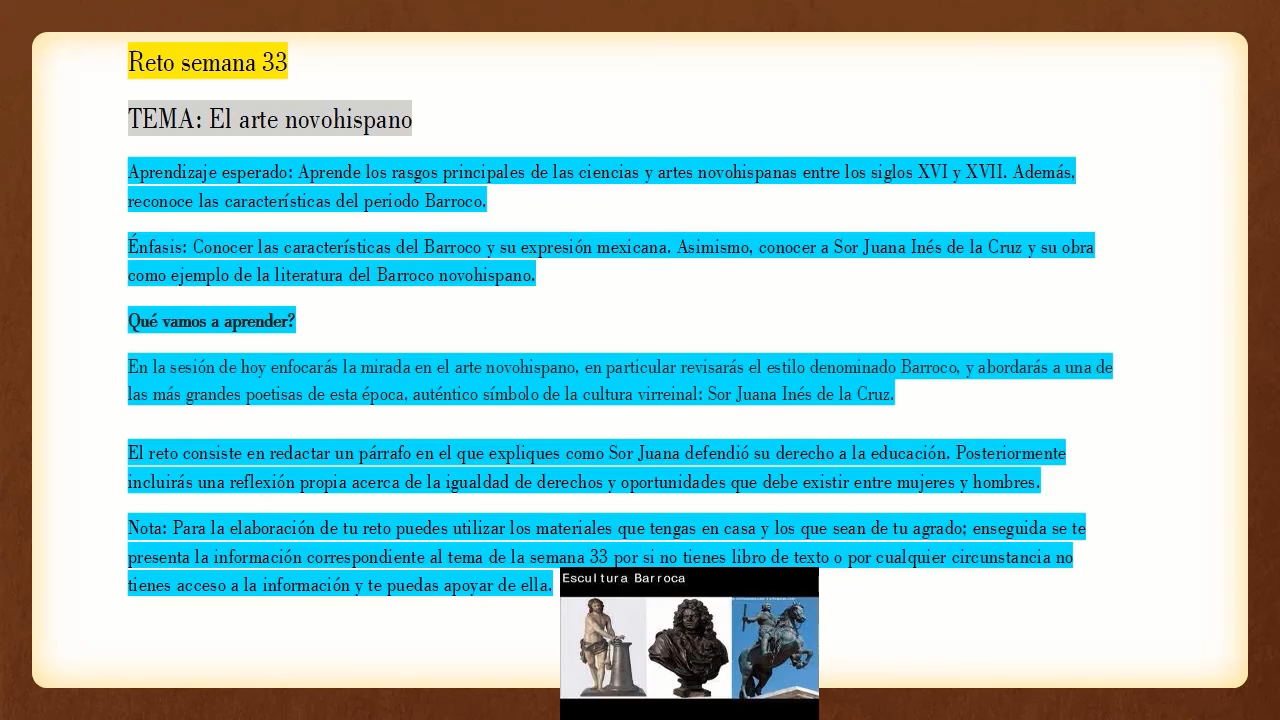 Reto semana 33
TEMA: El arte novohispano
Aprendizaje esperado: Aprende los rasgos principales de las ciencias y artes novohispanas entre los siglos XVI y XVII. Además,
reconoce las características del periodo Barroco.
Énfasis: Conocer las características del Barroco y su expresión mexicana. Asimismo, conocer a Sor Juana Inés de la Cruz y su obra
como ejemplo de la literatura del Barroco novohispano.
Qué vamos a aprender?
En la sesión de hoy enfocarás la mirada en el arte novohispano, en particular revisarás el estilo denominado Barroco, y abordarás a una de
las más grandes poetisas de esta época, auténtico símbolo de la cultura virreinal: Sor Juana Inés de la Cruz.
El reto consiste en redactar un párrafo en el que expliques como Sor Juana defendió su derecho a la educación. Posteriormente
incluirás una reflexión propia acerca de la igualdad de derechos y oportunidades que debe existir entre mujeres y hombres.
Nota: Para la elaboración de tu reto puedes utilizar los materiales que tengas en casa y los que sean de tu agrado; enseguida se te
presenta la información correspondiente al tema de la semana 33 por si no tienes libro de texto o por cualquier circunstancia no
tienes acceso a la información y te puedas apoyar de ella.
Escultura Barroca